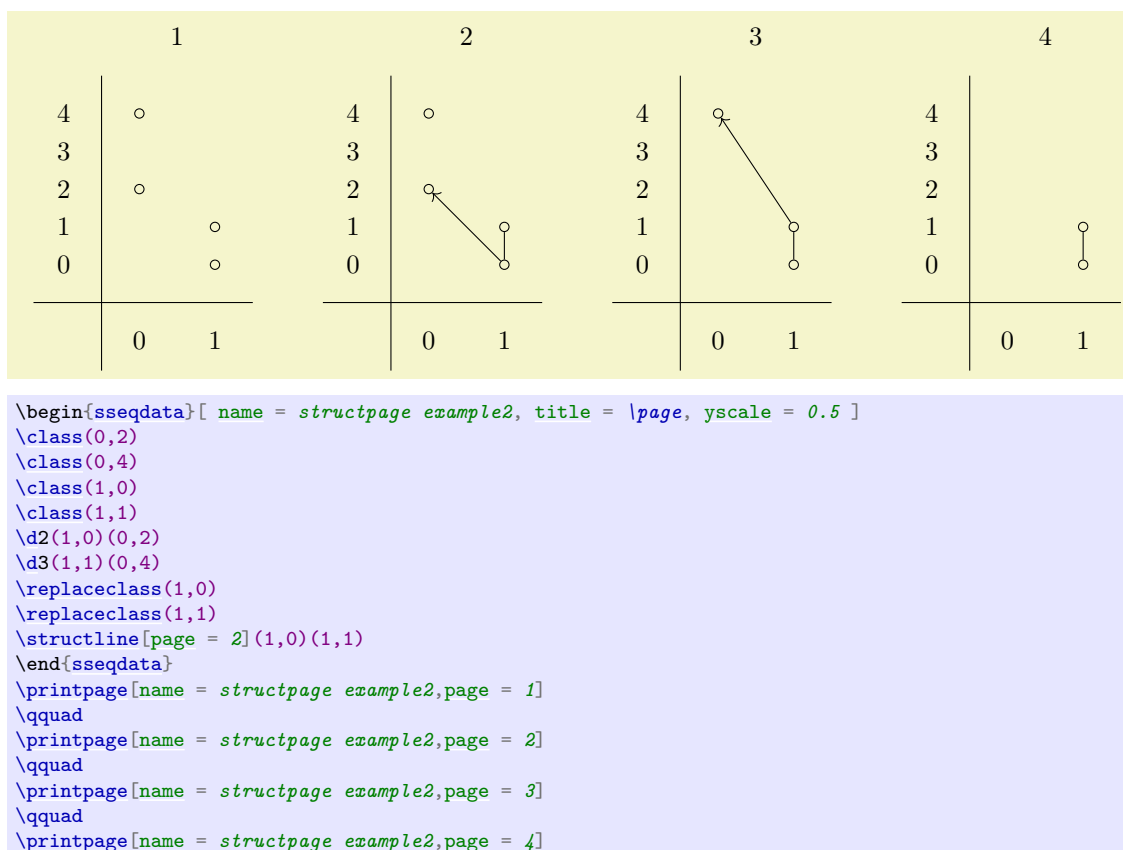 1 2 3 4
4 4 4 4
3 3 3 3
2 2 2 2
1 1 1 1
0 0 0 0
0 1 0 1 0 1 0 1
\begin{sseqdata}[ name = structpage example2, title = \page, yscale = 0.5 ]
\class(0,2)
\class(0,4)
\class(1,0)
\class(1,1)
\d2(1,0)(0,2)
\d3(1,1)(0,4)
\replaceclass(1,0)
\replaceclass(1,1)
\structline[page = 2](1,0)(1,1)
\end{sseqdata}
\printpage[name = structpage example2,page = 1]
\qquad
\printpage[name = structpage example2,page = 2]
\qquad
\printpage[name = structpage example2,page = 3]
\qquad
\printpage[name = structpage example2,page = 4]